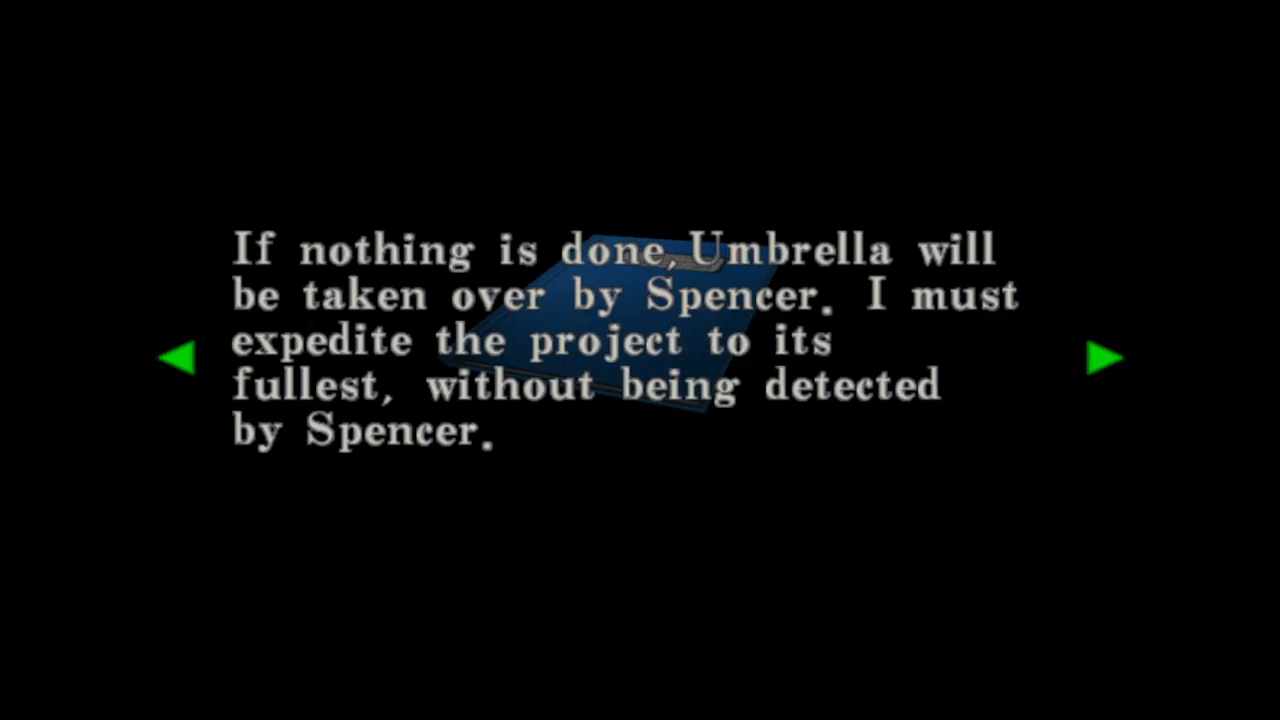 If nothing is done,Umbrella will
be taken over by Spencer. I must
expedite the project to its
fullest, without being detected
by Spencer.